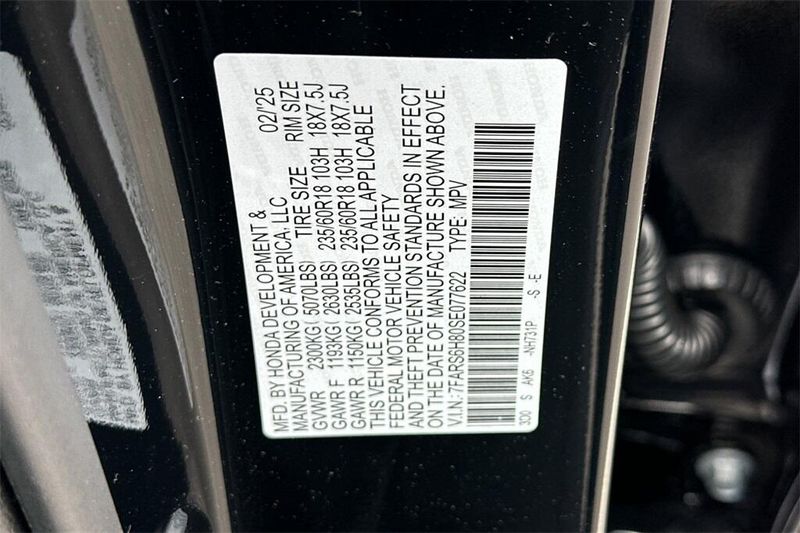 MFD. BY HONDA DEVELOPMENT & 02/'25
MANUFACTURING OF AMERICA, LLC
TIRE SIZE RIM SIZE
GVWR 2300KG ( 5070LBS)
GAWR F 1193KG ( 2630LBS) 235/60R18 103H 18X7.5J
GAWR R 1150KG ( 2535LBS) 235/60R18 103H 18X7.5J
THIS VEHICLE CONFORMS TO ALL APPLICABLE
FEDERAL MOTOR VEHICLE SAFETY
AND THEFT PREVENTION STANDARDS IN EFFECT
ON THE DATE OF MANUFACTURE SHOWN ABOVE.
V.I.N.: 7FARS6H80SE077622 TYPE: MPV
3D0 S AK6 -NH731P -S -E